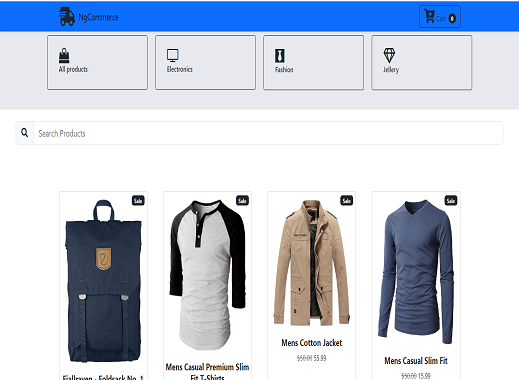 NgCommerce
Cart 0
All products
Electronics
Fashion
Jellery
Search Products
Sale
Sale
Sale
Sale
Fjallraven - Foldsack No. 1
Mens Casual Premium Slim
Fit T-Shirts
Mens Cotton Jacket
$50.00 55.99
Mens Casual Slim Fit
$50.00 15.99